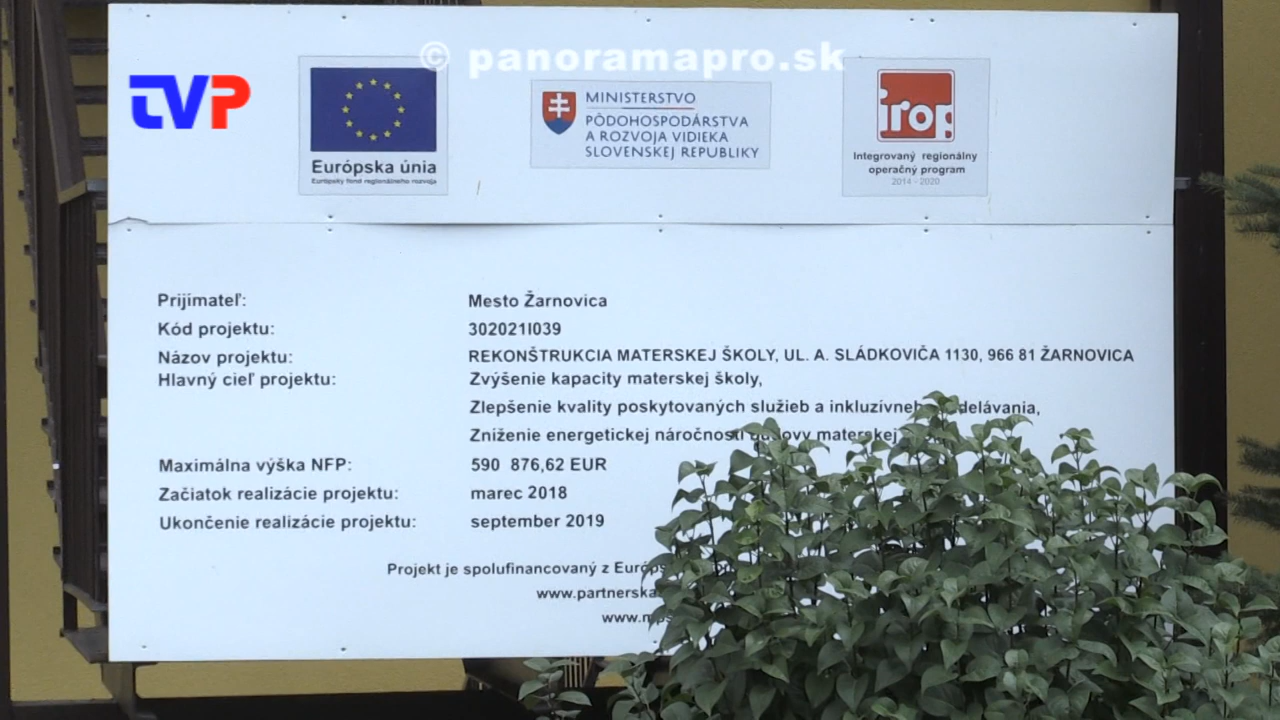 © panoramapro.sk
TVP
Európska únia
Európsky fond regionálneho rozvoja
MINISTERSTVO
PÔDOHOSPODÁRSTVA
A ROZVOJA VIDIEKA
SLOVENSKEJ REPUBLIKY
irop
Integrovaný regionálny
operačný program
2014 - 2020
Prijímateľ: Mesto Žarnovica
Kód projektu: 302021I039
Názov projektu: REKONŠTRUKCIA MATERSKEJ ŠKOLY, UL. A. SLÁDKOVIČA 1130, 966 81 ŽARNOVICA
Hlavný cieľ projektu: Zvýšenie kapacity materskej školy,
Zlepšenie kvality poskytovaných služieb a inkluzívneho vzdelávania,
Zníženie energetickej náročnosti budovy materskej
Maximálna výška NFP: 590 876,62 EUR
Začiatok realizácie projektu: marec 2018
Ukončenie realizácie projektu: september 2019
Projekt je spolufinancovaný z